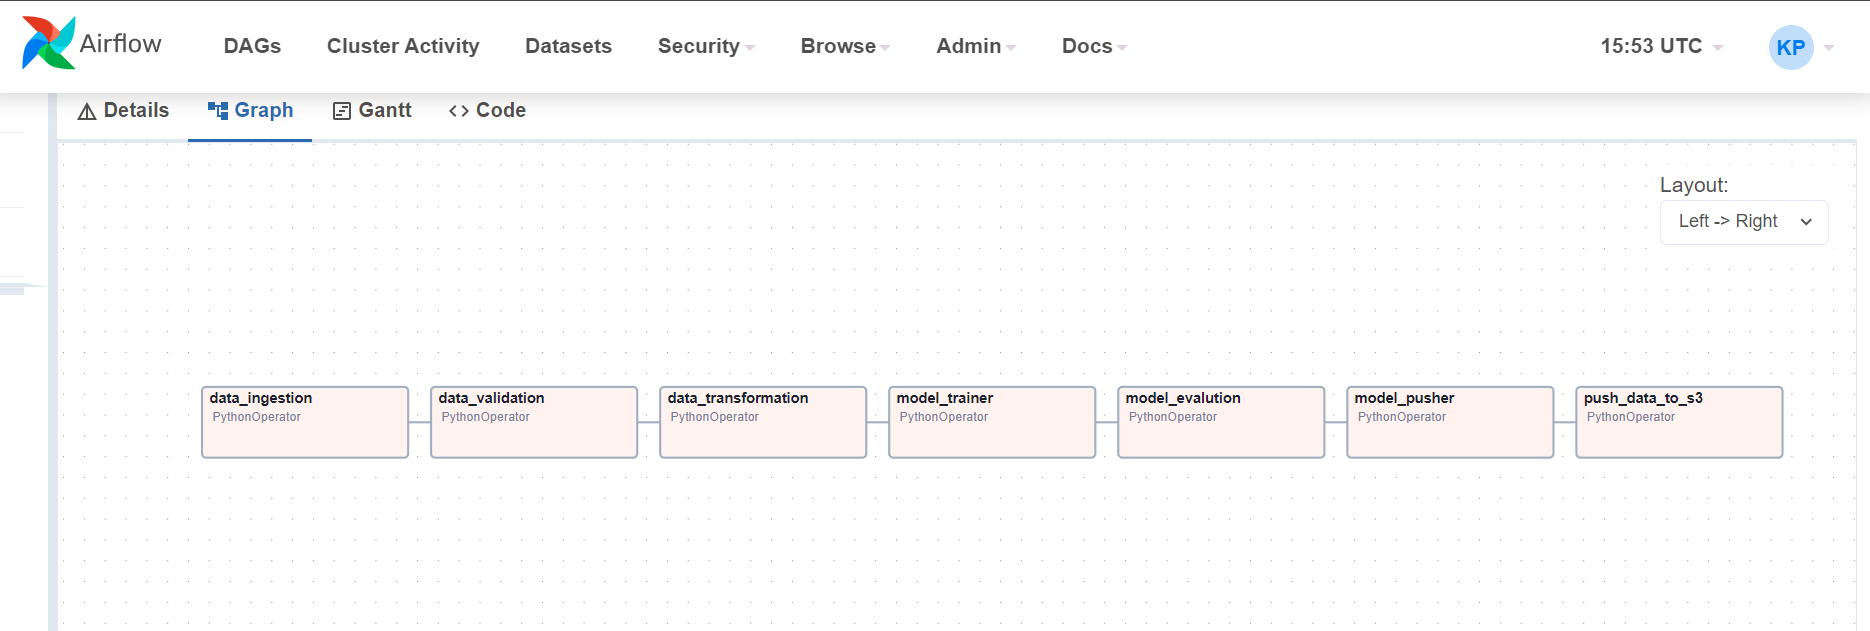 Airflow
DAGs
Cluster Activity
Datasets
Security
Browse
Admin
Docs
15:53 UTC
KP
Details
Graph
Gantt
Code
Layout:
Left -> Right
data_ingestion
PythonOperator
data_validation
PythonOperator
data_transformation
PythonOperator
model_trainer
PythonOperator
model_evalution
PythonOperator
model_pusher
PythonOperator
push_data_to_s3
PythonOperator